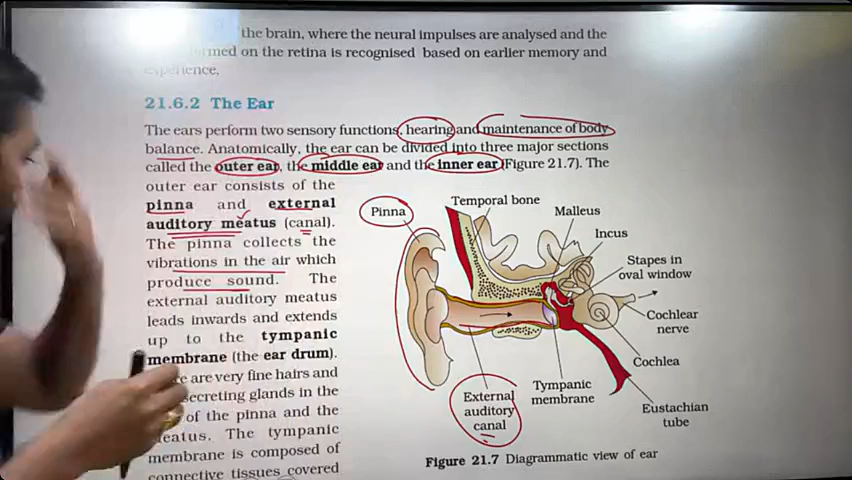 the brain, where the neural impulses are analysed and the
formed on the retina is recognised based on earlier memory and
experience.
21.6.2 The Ear
The ears perform two sensory functions, hearing and maintenance of body
balance. Anatomically, the ear can be divided into three major sections
called the outer ear, the middle ear and the inner ear (Figure 21.7). The
outer ear consists of the
pinna and external
auditory meatus (canal).
The pinna collects the
vibrations in the air which
produce sound. The
external auditory meatus
leads inwards and extends
up to the tympanic
membrane (the ear drum).
are very fine hairs and
secreting glands in the
of the pinna and the
meatus. The tympanic
membrane is composed of
connective tissues covered
Pinna
Temporal bone
Malleus
Incus
Stapes in
oval window
Cochlear
nerve
Cochlea
Eustachian
tube
Tympanic
membrane
External
auditory
canal
Figure 21.7 Diagrammatic view of ear